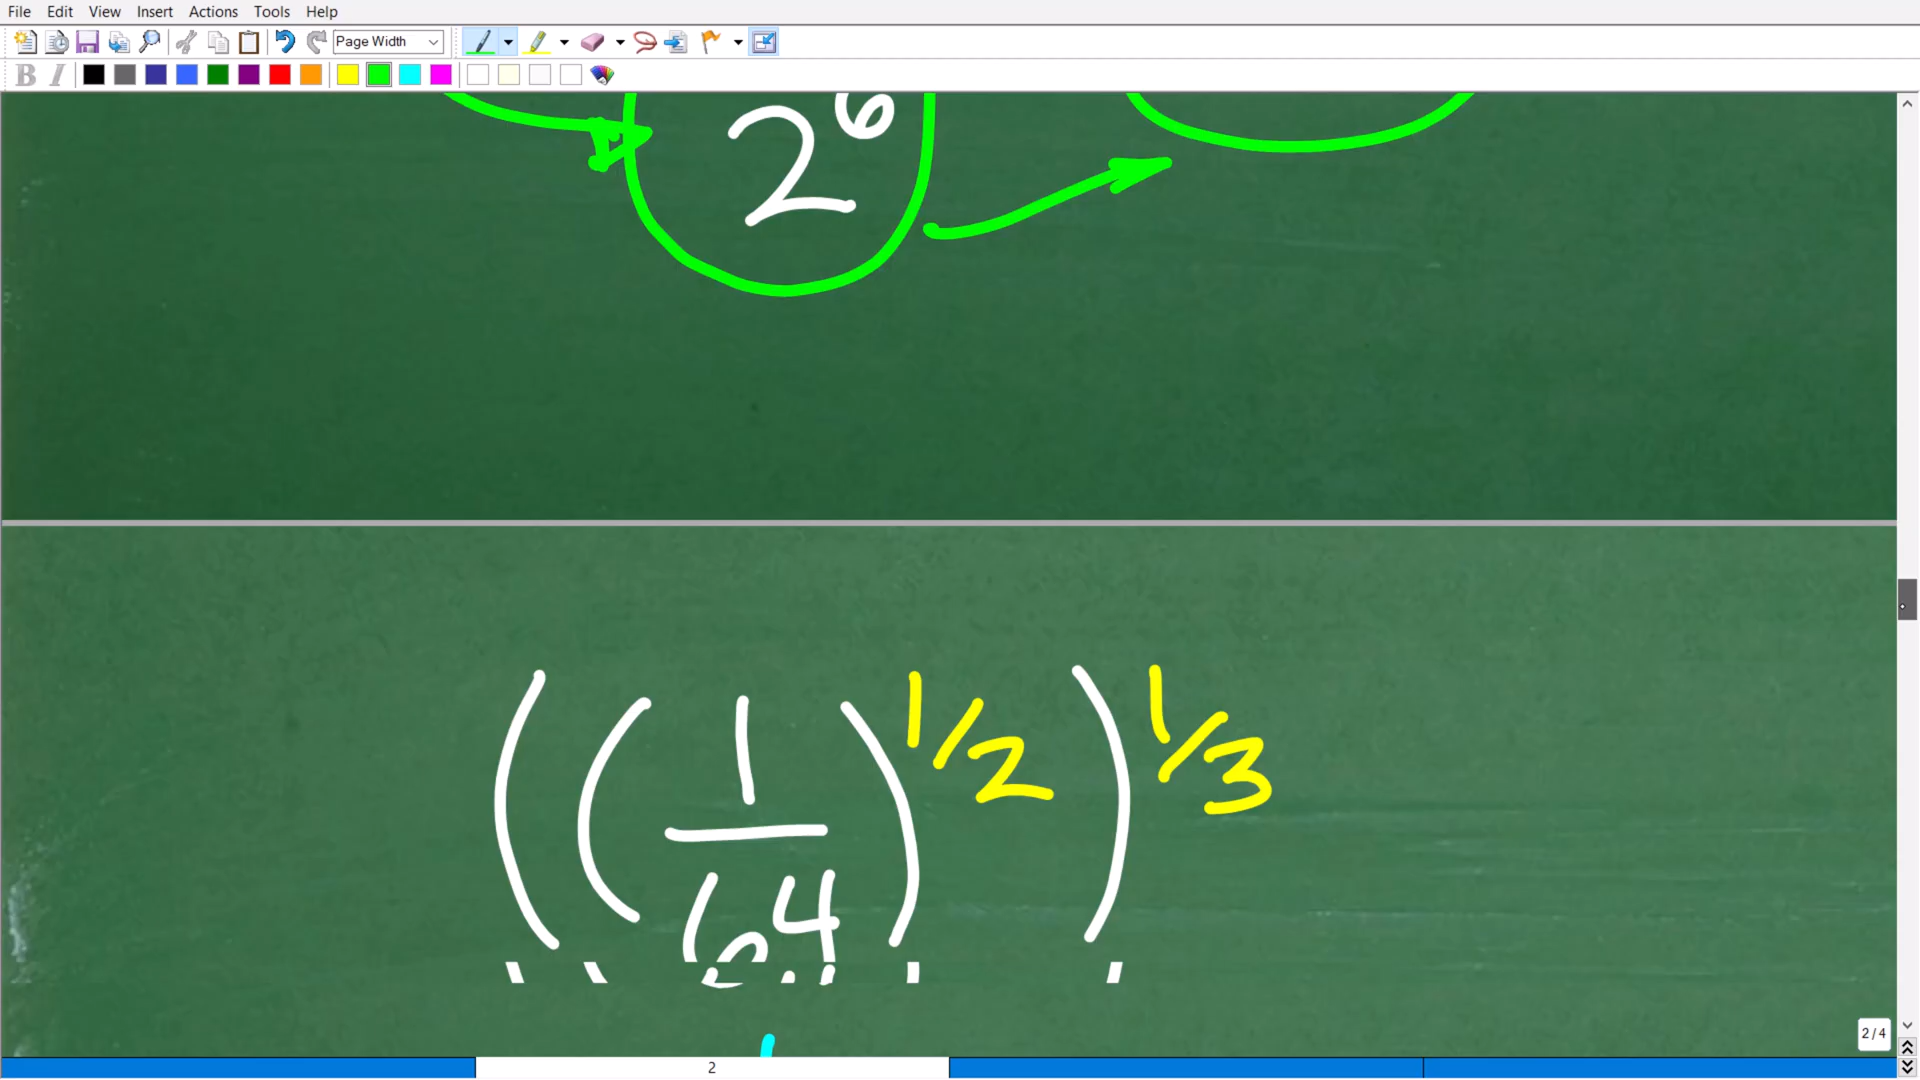 File Edit View Insert Actions Tools Help
Page Width
B I
2^6
((1/64)^1/2)^1/3
2 / 4
2